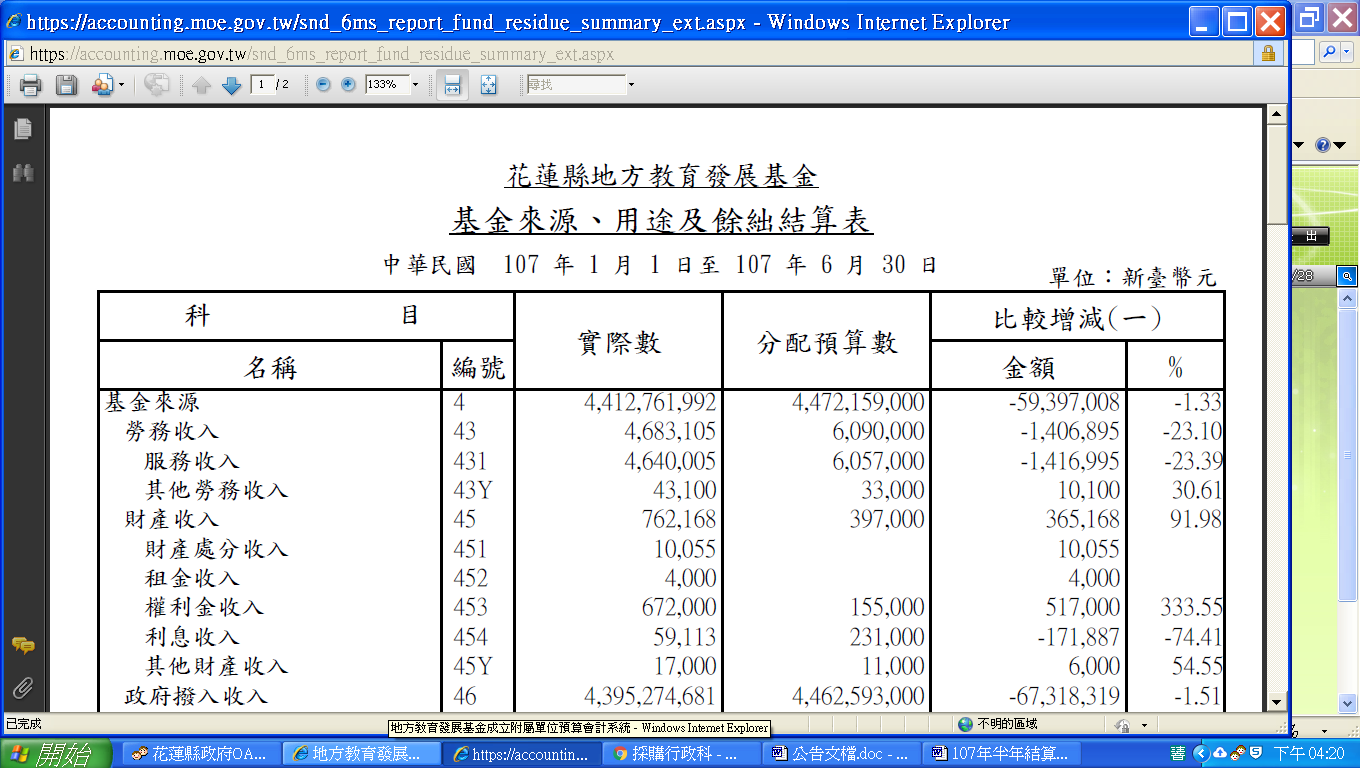 https://accounting.moe.gov.tw/snd_6ms_report_fund_residue_summary_ext.aspx - Windows Internet Explorer
https://accounting.moe.gov.tw/snd_6ms_report_fund_residue_summary_ext.aspx
1 / 2 133% 尋找
花蓮縣地方教育發展基金
基金來源、用途及餘絀結算表
中華民國 107 年 1 月 1 日至 107 年 6 月 30 日
單位：新臺幣元
科 目 實際數 分配預算數 比較增減(－)
名稱 編號 金額 %
基金來源 4 4,412,761,992 4,472,159,000 -59,397,008 -1.33
勞務收入 43 4,683,105 6,090,000 -1,406,895 -23.10
服務收入 431 4,640,005 6,057,000 -1,416,995 -23.39
其他勞務收入 43Y 43,100 33,000 10,100 30.61
財產收入 45 762,168 397,000 365,168 91.98
財產處分收入 451 10,055 10,055
租金收入 452 4,000 4,000
權利金收入 453 672,000 155,000 517,000 333.55
利息收入 454 59,113 231,000 -171,887 -74.41
其他財產收入 45Y 17,000 11,000 6,000 54.55
政府撥入收入 46 4,395,274,681 4,462,593,000 -67,318,319 -1.51
出
/28
已完成
地方教育發展基金成立附屬單位預算會計系統 - Windows Internet Explorer
不明的區域
開始 花蓮縣政府OA... 地方教育發展... https://accountin... 採購行政科 - ... 公告文檔.doc - ... 107年半年結算... 下午 04:20